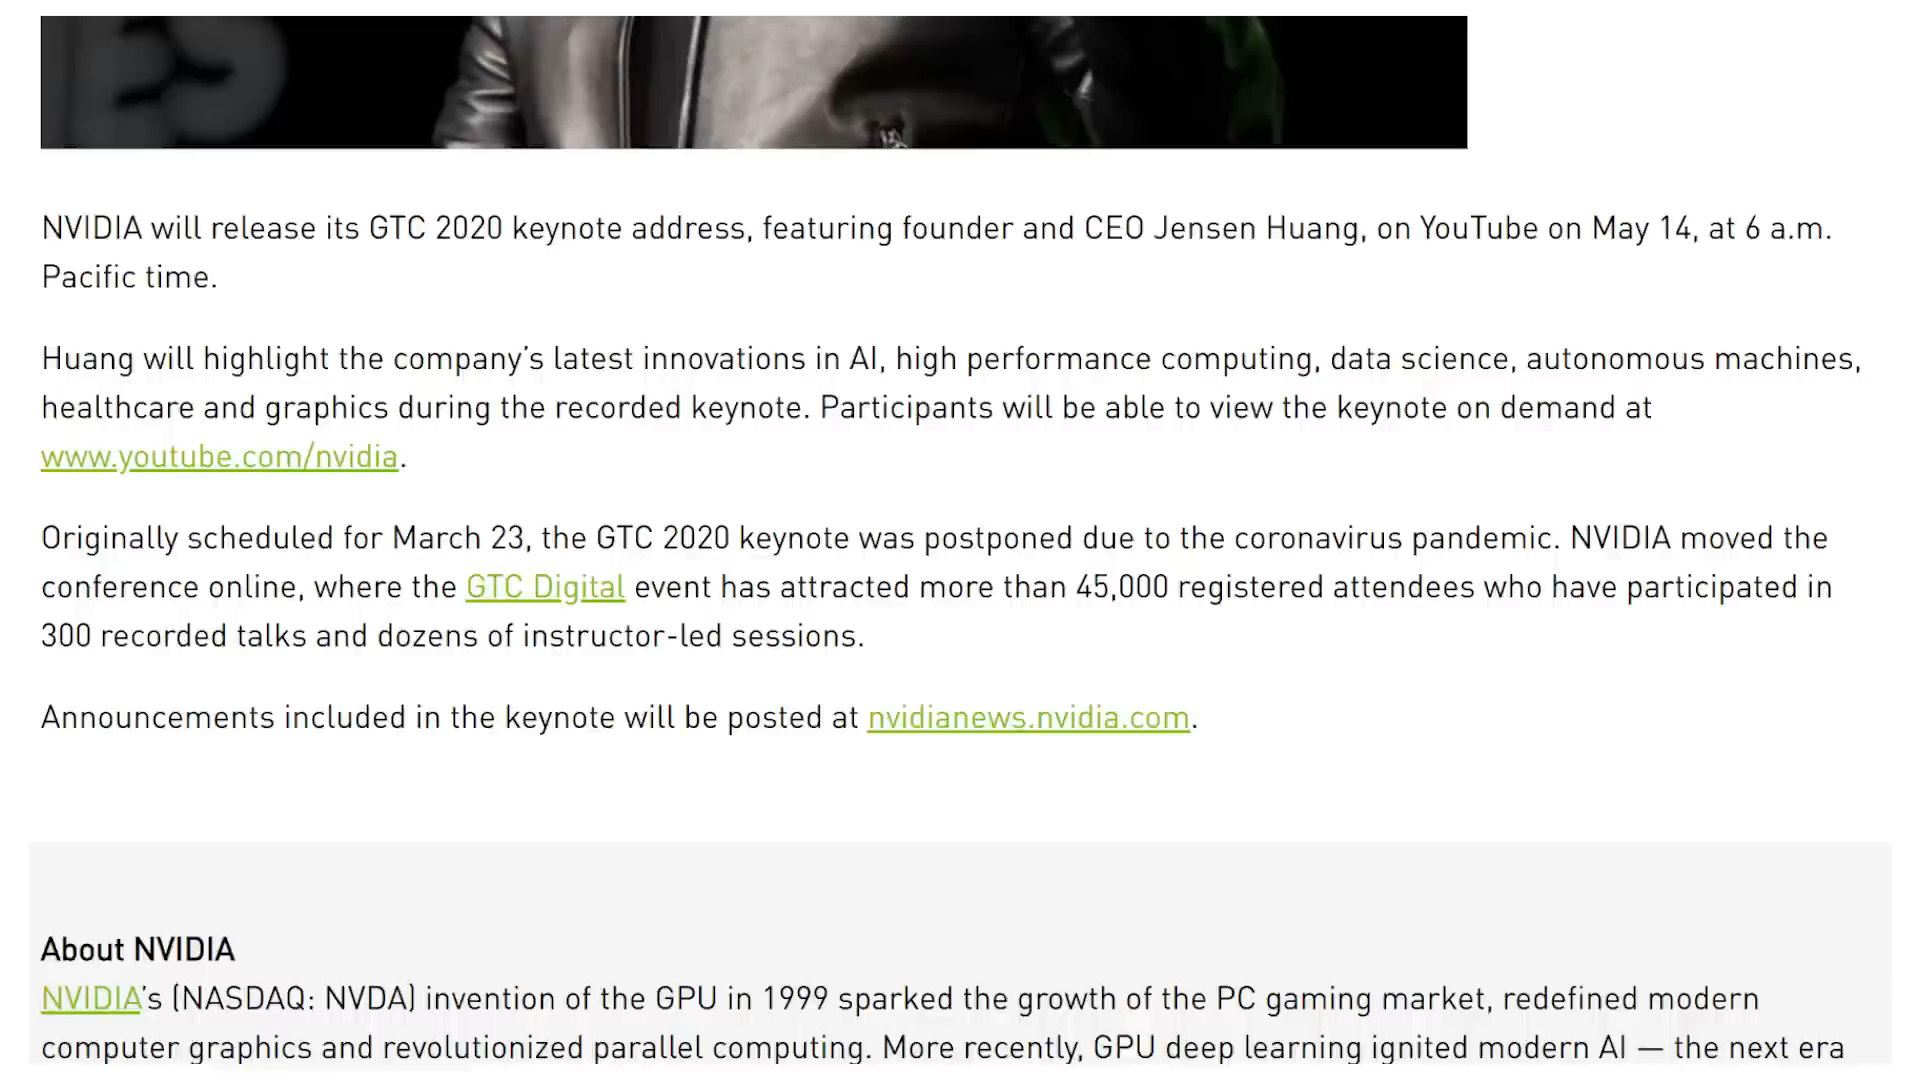 NVIDIA will release its GTC 2020 keynote address, featuring founder and CEO Jensen Huang, on YouTube on May 14, at 6 a.m.
Pacific time.
Huang will highlight the company’s latest innovations in AI, high performance computing, data science, autonomous machines,
healthcare and graphics during the recorded keynote. Participants will be able to view the keynote on demand at
www.youtube.com/nvidia.
Originally scheduled for March 23, the GTC 2020 keynote was postponed due to the coronavirus pandemic. NVIDIA moved the
conference online, where the GTC Digital event has attracted more than 45,000 registered attendees who have participated in
300 recorded talks and dozens of instructor-led sessions.
Announcements included in the keynote will be posted at nvidianews.nvidia.com.
About NVIDIA
NVIDIA’s (NASDAQ: NVDA) invention of the GPU in 1999 sparked the growth of the PC gaming market, redefined modern
computer graphics and revolutionized parallel computing. More recently, GPU deep learning ignited modern AI — the next era